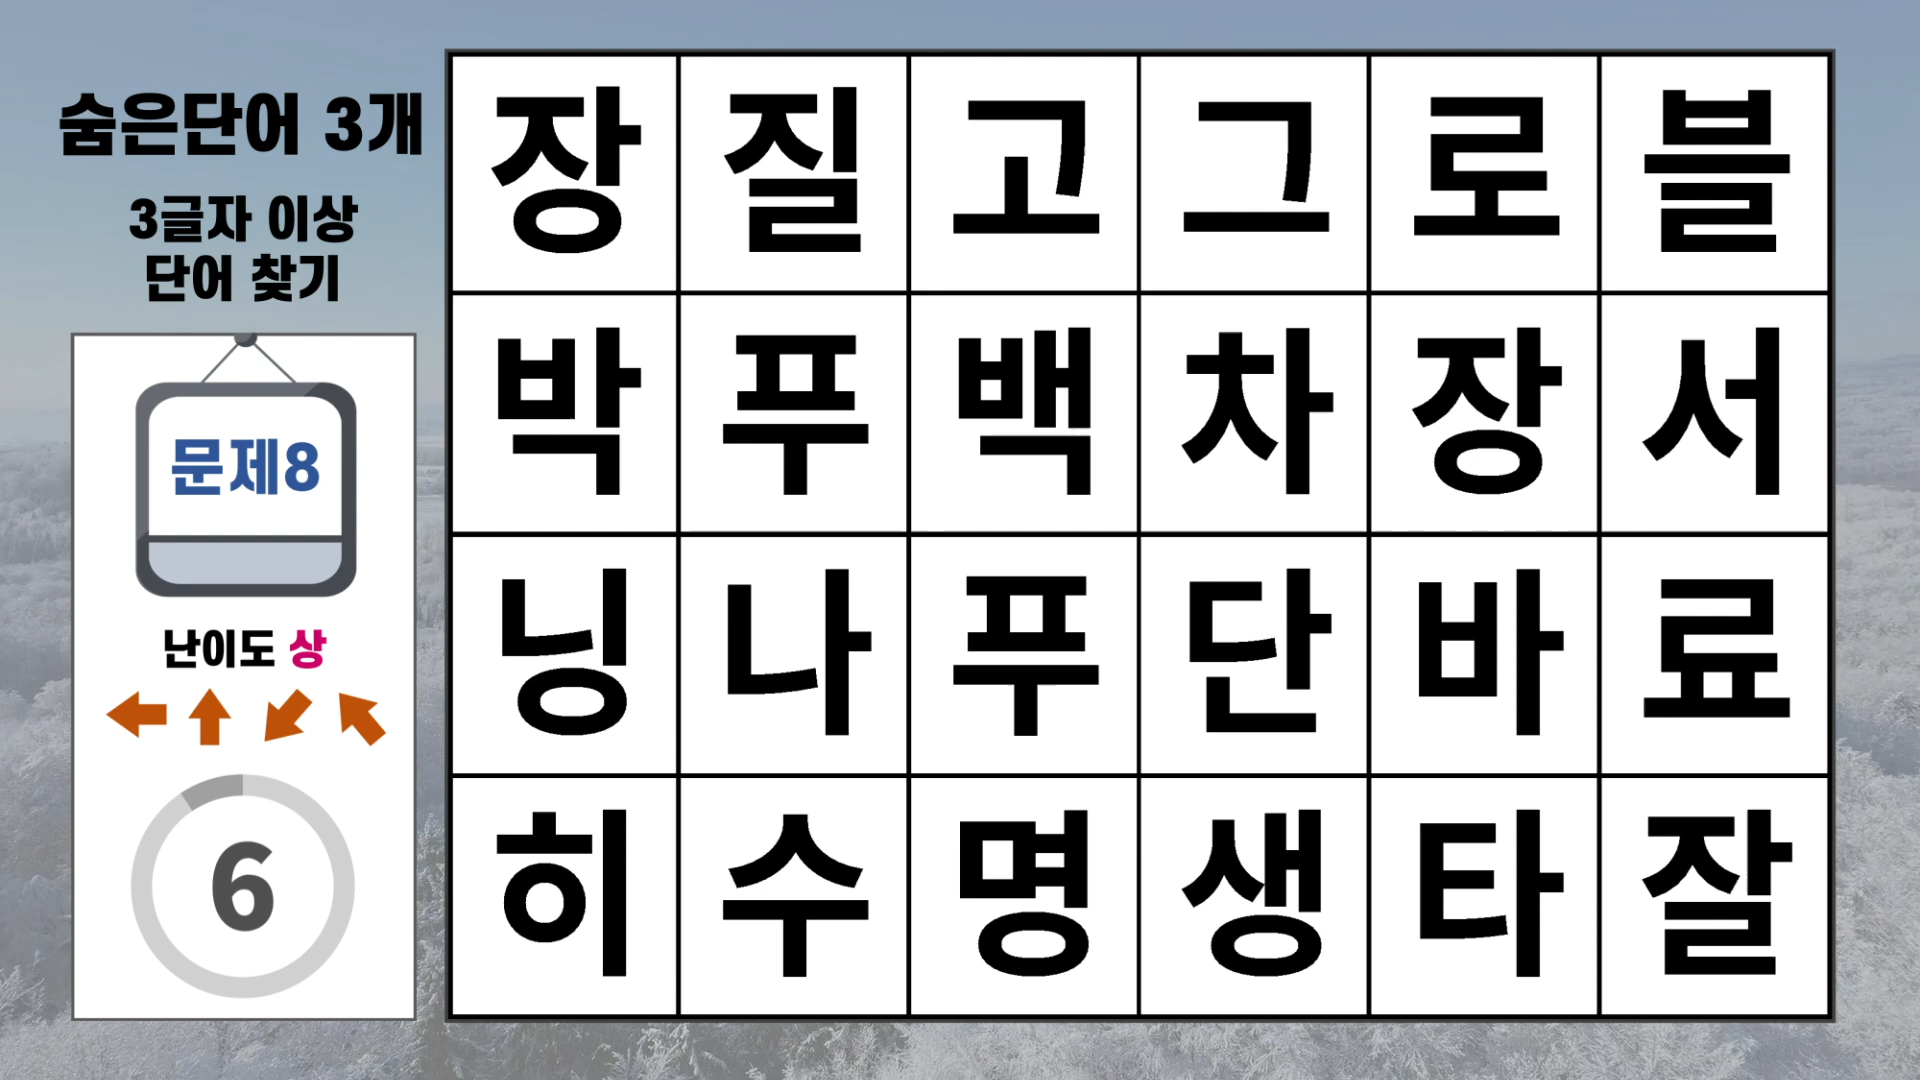 숨은단어 3개
3글자 이상
단어 찾기
문제8
난이도 상
6
장 질 고 그 로 블
박 푸 백 차 장 서
닝 나 푸 단 바 료
히 수 명 생 타 잘